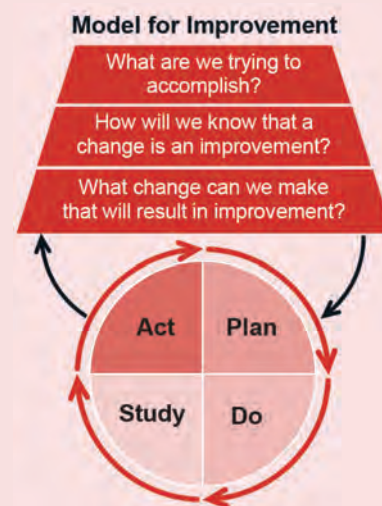 Model for Improvement
What are we trying to
accomplish?
How will we know that a
change is an improvement?
What change can we make
that will result in improvement?
Act
Plan
Study
Do